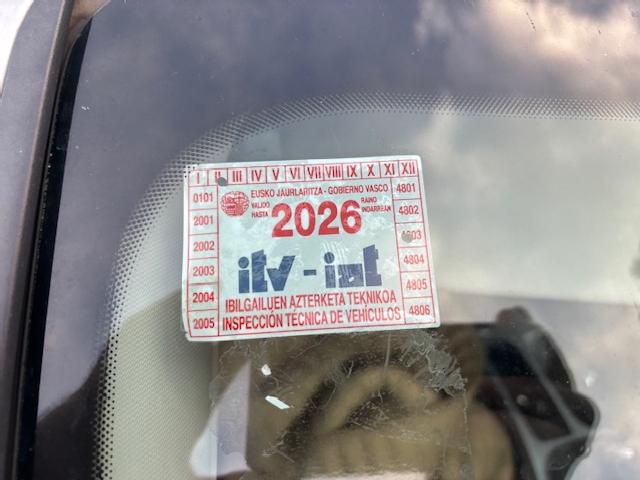 I II III IV V VI VII VIII IX X XI XII
0101 EUSKO JAURLARITZA - GOBIERNO VASCO 4801
VALIDO HASTA 2026 RAINO INDARREAN
2001 4802
2002 4803
2003 itv - iat 4804
2004 IBILGAILUEN AZTERKETA TEKNIKOA 4805
2005 INSPECCIÓN TÉCNICA DE VEHÍCULOS 4806